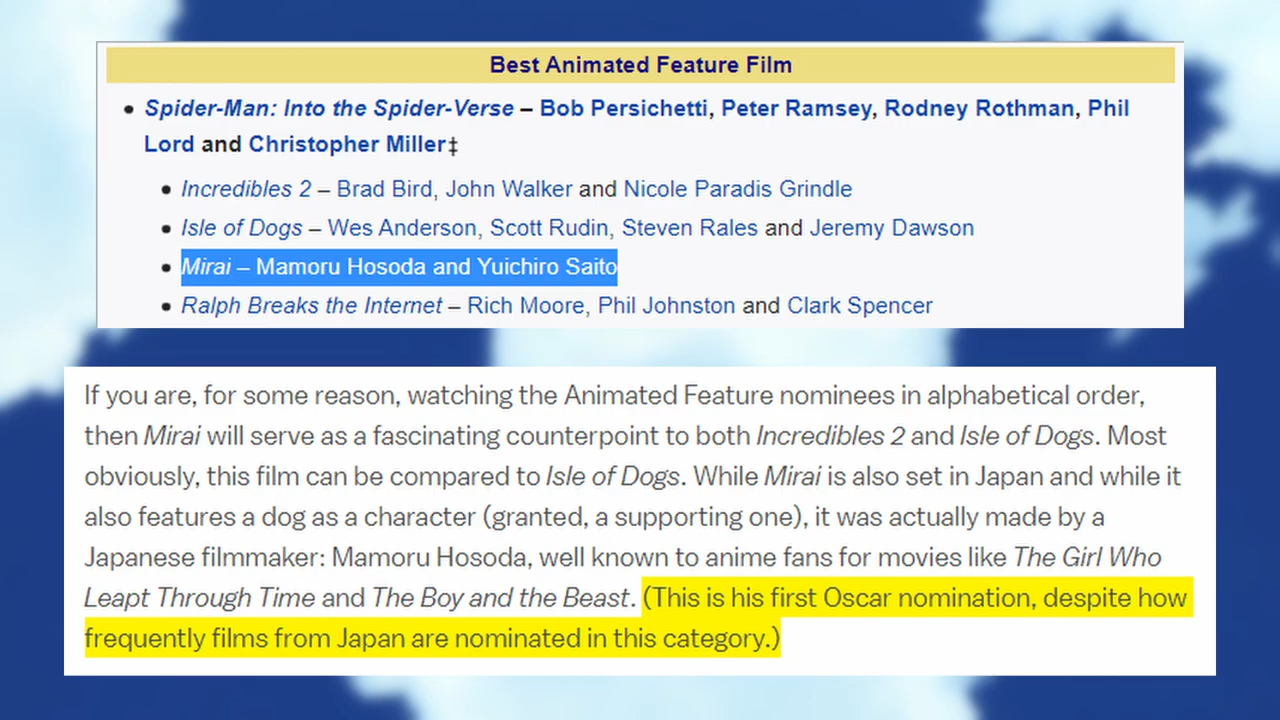 Best Animated Feature Film
• Spider-Man: Into the Spider-Verse – Bob Persichetti, Peter Ramsey, Rodney Rothman, Phil
Lord and Christopher Miller‡
• Incredibles 2 – Brad Bird, John Walker and Nicole Paradis Grindle
• Isle of Dogs – Wes Anderson, Scott Rudin, Steven Rales and Jeremy Dawson
• Mirai – Mamoru Hosoda and Yuichiro Saito
• Ralph Breaks the Internet – Rich Moore, Phil Johnston and Clark Spencer
If you are, for some reason, watching the Animated Feature nominees in alphabetical order,
then Mirai will serve as a fascinating counterpoint to both Incredibles 2 and Isle of Dogs. Most
obviously, this film can be compared to Isle of Dogs. While Mirai is also set in Japan and while it
also features a dog as a character (granted, a supporting one), it was actually made by a
Japanese filmmaker: Mamoru Hosoda, well known to anime fans for movies like The Girl Who
Leapt Through Time and The Boy and the Beast. (This is his first Oscar nomination, despite how
frequently films from Japan are nominated in this category.)